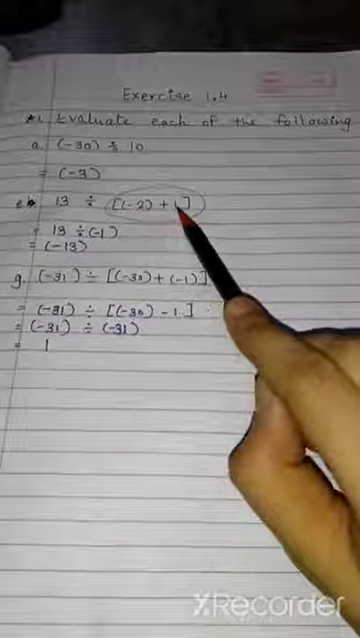 Exercise 1.4
*1. Evaluate each of the following
a. (-30) ÷ 10
= (-3)
e. 13 ÷ [(-2) + 1]
= 13 ÷ (-1)
= (-13)
g. (-31) ÷ [(-30) + (-1)]
= (-31) ÷ [(-30) - 1]
= (-31) ÷ (-31)
= 1
XRecorder